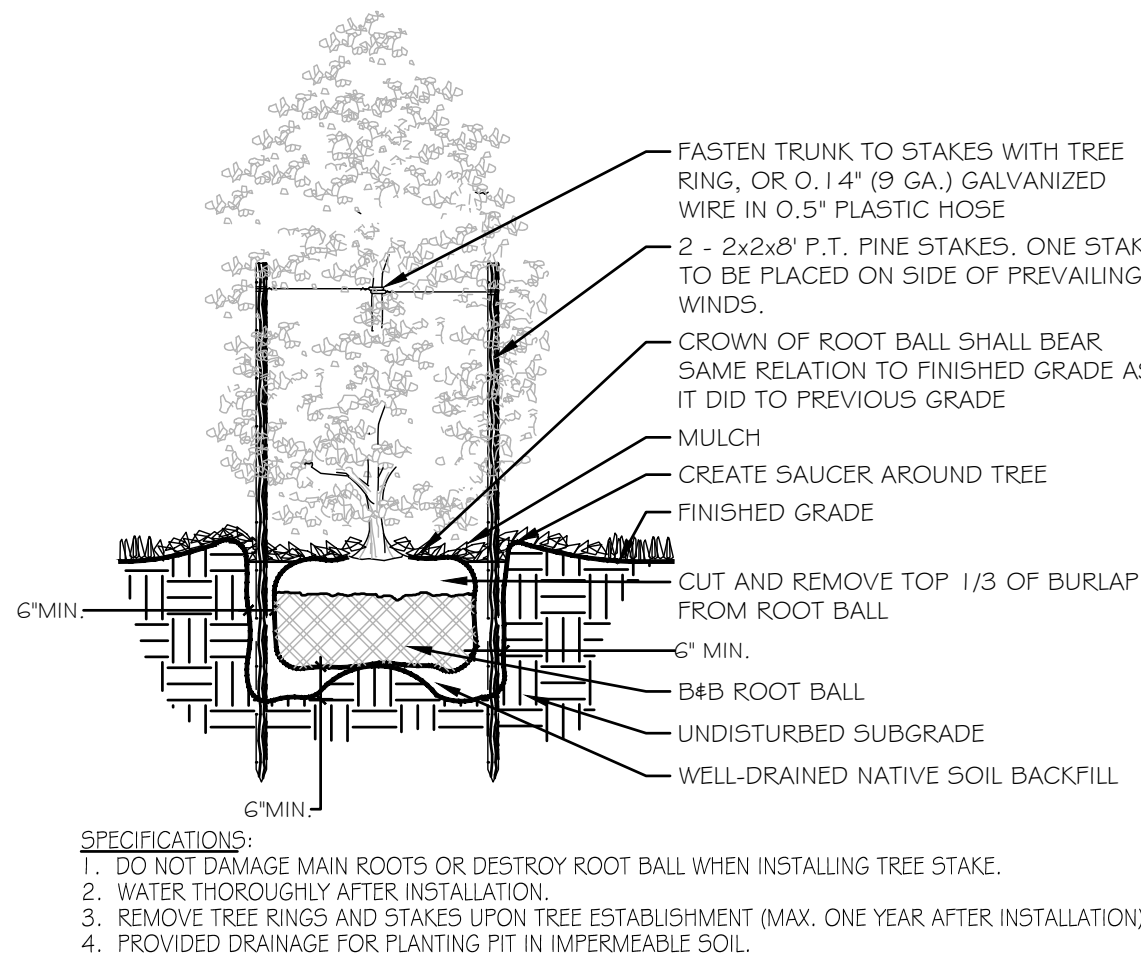 FASTEN TRUNK TO STAKES WITH TREE
RING, OR 0.14" (9 GA.) GALVANIZED
WIRE IN 0.5" PLASTIC HOSE
2 - 2x2x8' P.T. PINE STAKES. ONE STAK
TO BE PLACED ON SIDE OF PREVAILING
WINDS.
CROWN OF ROOT BALL SHALL BEAR
SAME RELATION TO FINISHED GRADE AS
IT DID TO PREVIOUS GRADE
MULCH
CREATE SAUCER AROUND TREE
FINISHED GRADE
CUT AND REMOVE TOP 1/3 OF BURLAP
FROM ROOT BALL
6"MIN.
6" MIN.
B&B ROOT BALL
UNDISTURBED SUBGRADE
WELL-DRAINED NATIVE SOIL BACKFILL
6"MIN.
SPECIFICATIONS:
1. DO NOT DAMAGE MAIN ROOTS OR DESTROY ROOT BALL WHEN INSTALLING TREE STAKE.
2. WATER THOROUGHLY AFTER INSTALLATION.
3. REMOVE TREE RINGS AND STAKES UPON TREE ESTABLISHMENT (MAX. ONE YEAR AFTER INSTALLATION)
4. PROVIDED DRAINAGE FOR PLANTING PIT IN IMPERMEABLE SOIL.